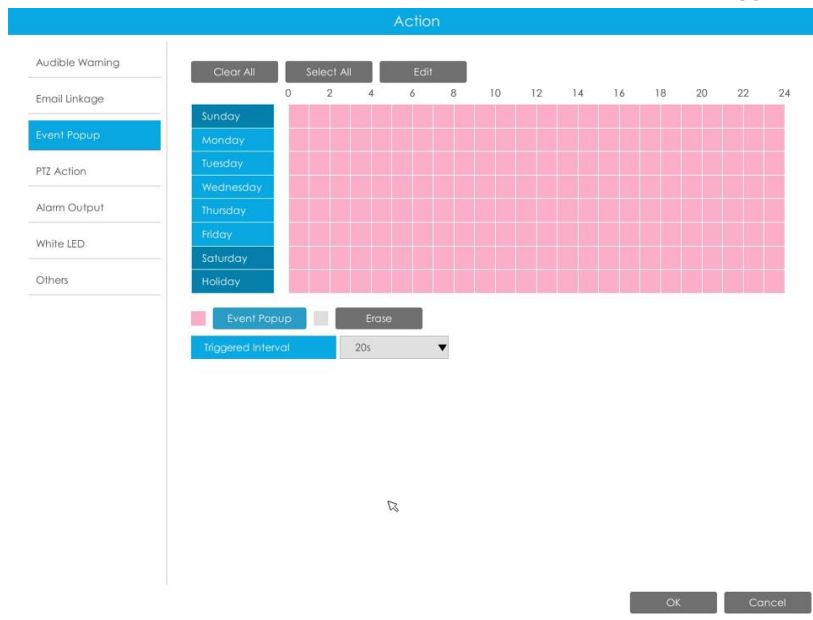 Action
Audible Warning
Email Linkage
Event Popup
PTZ Action
Alarm Output
White LED
Others
Clear All Select All Edit
0 2 4 6 8 10 12 14 16 18 20 22 24
Sunday
Monday
Tuesday
Wednesday
Thursday
Friday
Saturday
Holiday
Event Popup Erase
Triggered Interval 20s
OK Cancel